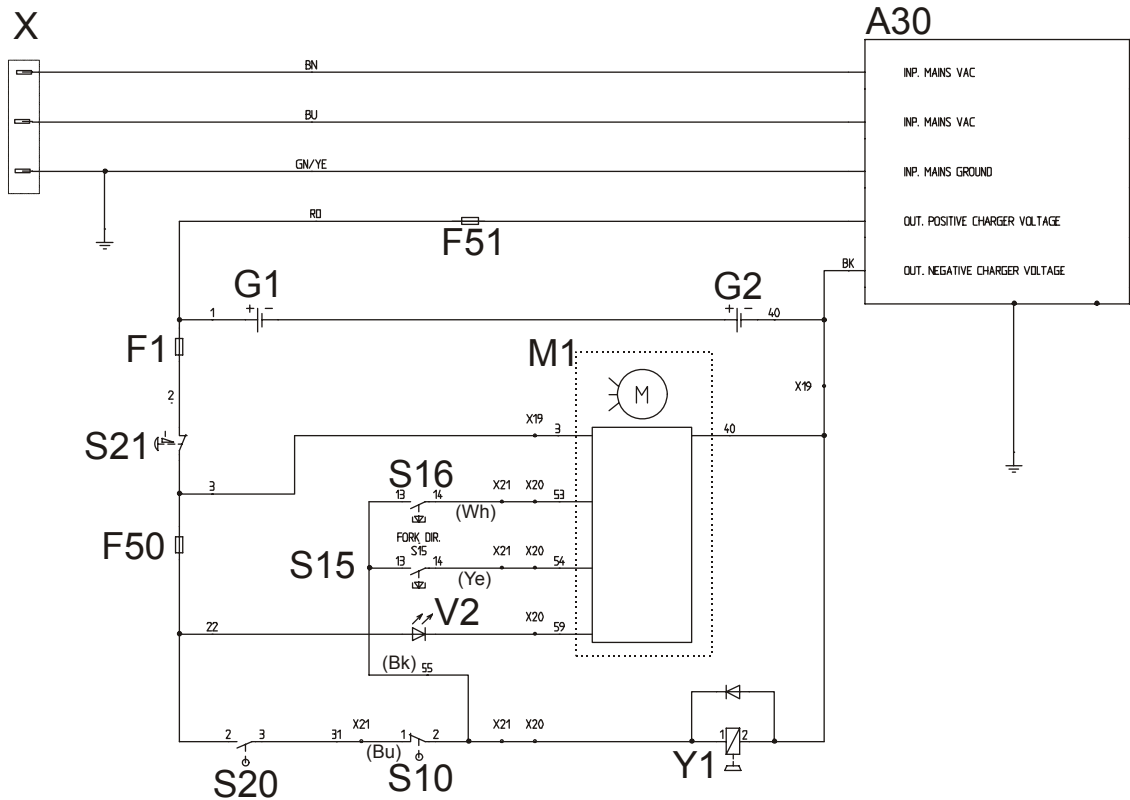 X
A30
BN
INP. MAINS VAC
BU
INP. MAINS VAC
GN/YE
INP. MAINS GROUND
RD
F51
OUT. POSITIVE CHARGER VOLTAGE
BK
OUT. NEGATIVE CHARGER VOLTAGE
G1
G2
1
+ −
+ −
40
F1
M1
M
2
X19
S21
X19
3
40
3
S16
13
14
X21
X20
53
(Wh)
F50
FORK DIR.
S15
S15
13
14
X21
X20
54
(Ye)
V2
22
X20
59
(Bk)
55
2
3
31
X21
1
2
X21
X20
1
2
(Bu)
Y1
S20
S10